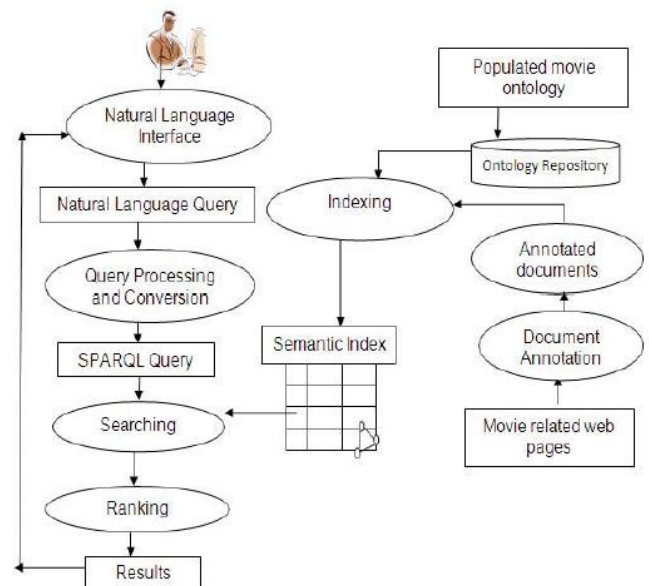 Natural Language
Interface
Natural Language Query
Query Processing
and Conversion
SPARQL Query
Searching
Ranking
Results
Populated movie
ontology
Ontology Repository
Indexing
Annotated
documents
Document
Annotation
Movie related web
pages
Semantic Index